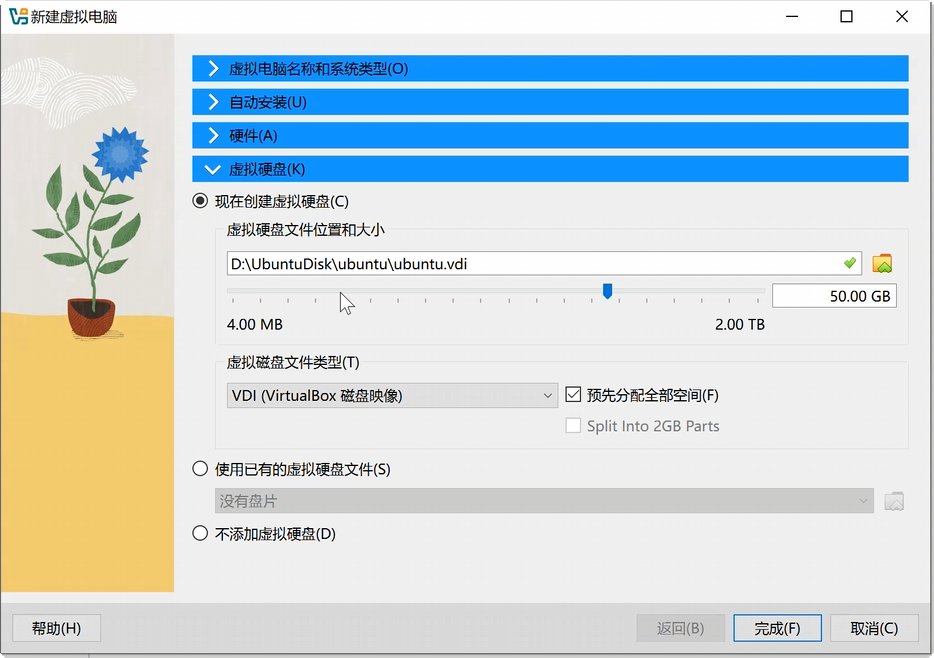 新建虚拟电脑
虚拟电脑名称和系统类型(O)
自动安装(U)
硬件(A)
虚拟硬盘(K)
现在创建虚拟硬盘(C)
虚拟硬盘文件位置和大小
D:\UbuntuDisk\ubuntu\ubuntu.vdi
50.00 GB
4.00 MB 2.00 TB
虚拟磁盘文件类型(T)
VDI (VirtualBox 磁盘映像) 预先分配全部空间(F)
Split Into 2GB Parts
使用已有的虚拟硬盘文件(S)
没有盘片
不添加虚拟硬盘(D)
帮助(H) 返回(B) 完成(F) 取消(C)